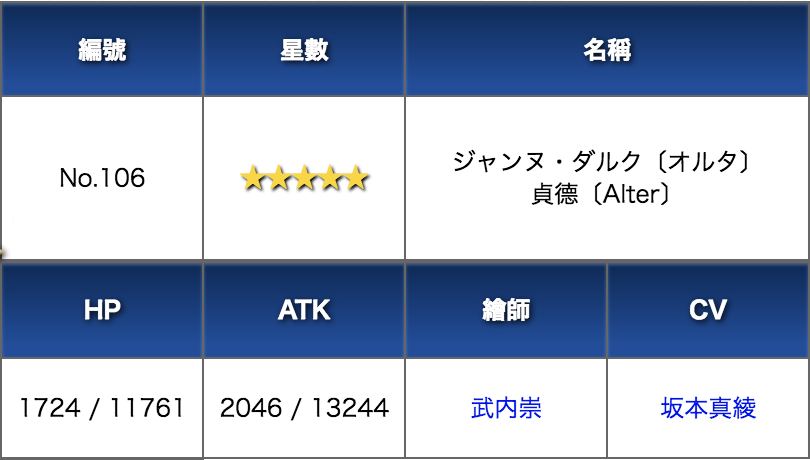 編號 星數 名稱
No.106 ★★★★★ ジャンヌ・ダルク〔オルタ〕
貞德〔Alter〕
HP ATK 繪師 CV
1724 / 11761 2046 / 13244 武内崇 坂本真綾